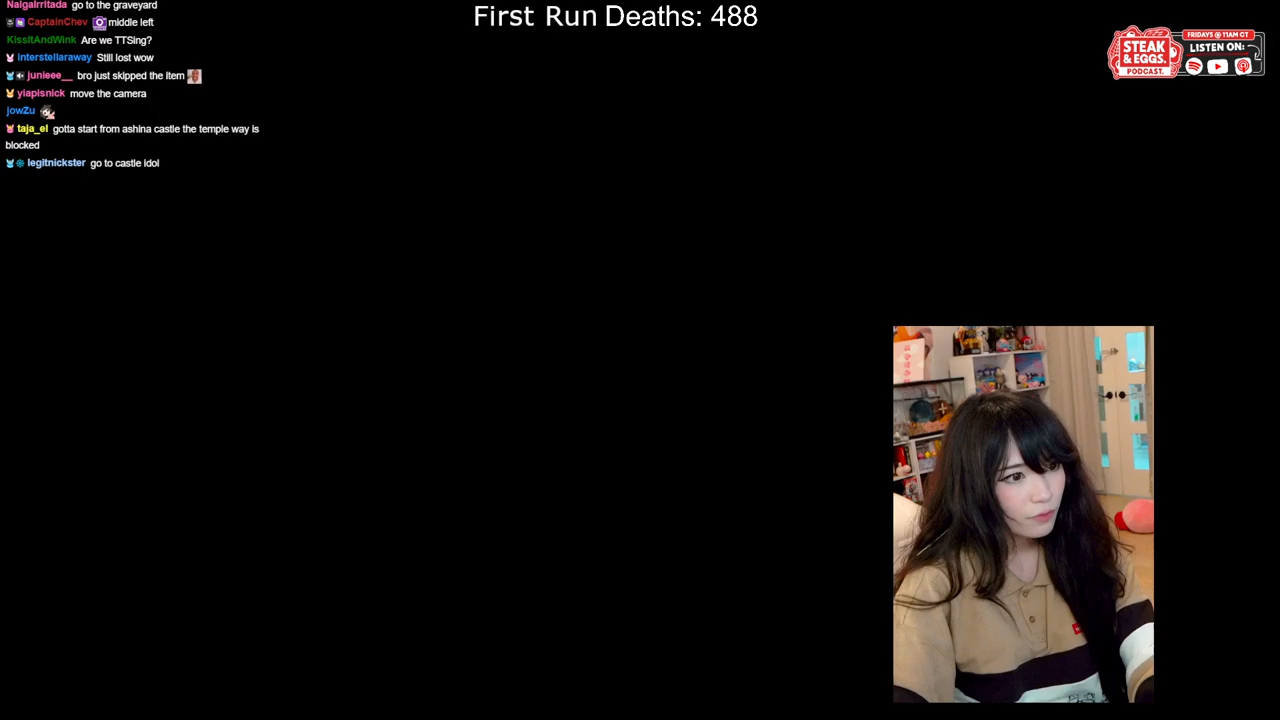 NaigaIrritada go to the graveyard
CaptainChev middle left
KissItAndWink Are we TTSing?
interstellaraway Still lost wow
junieee__ bro just skipped the item
yiapisnick move the camera
jowZu
taja_el gotta start from ashina castle the temple way is
blocked
legitnickster go to castle idol
First Run Deaths: 488
STEAK
& EGGS.
PODCAST.
FRIDAYS @ 11AM CT
LISTEN ON: